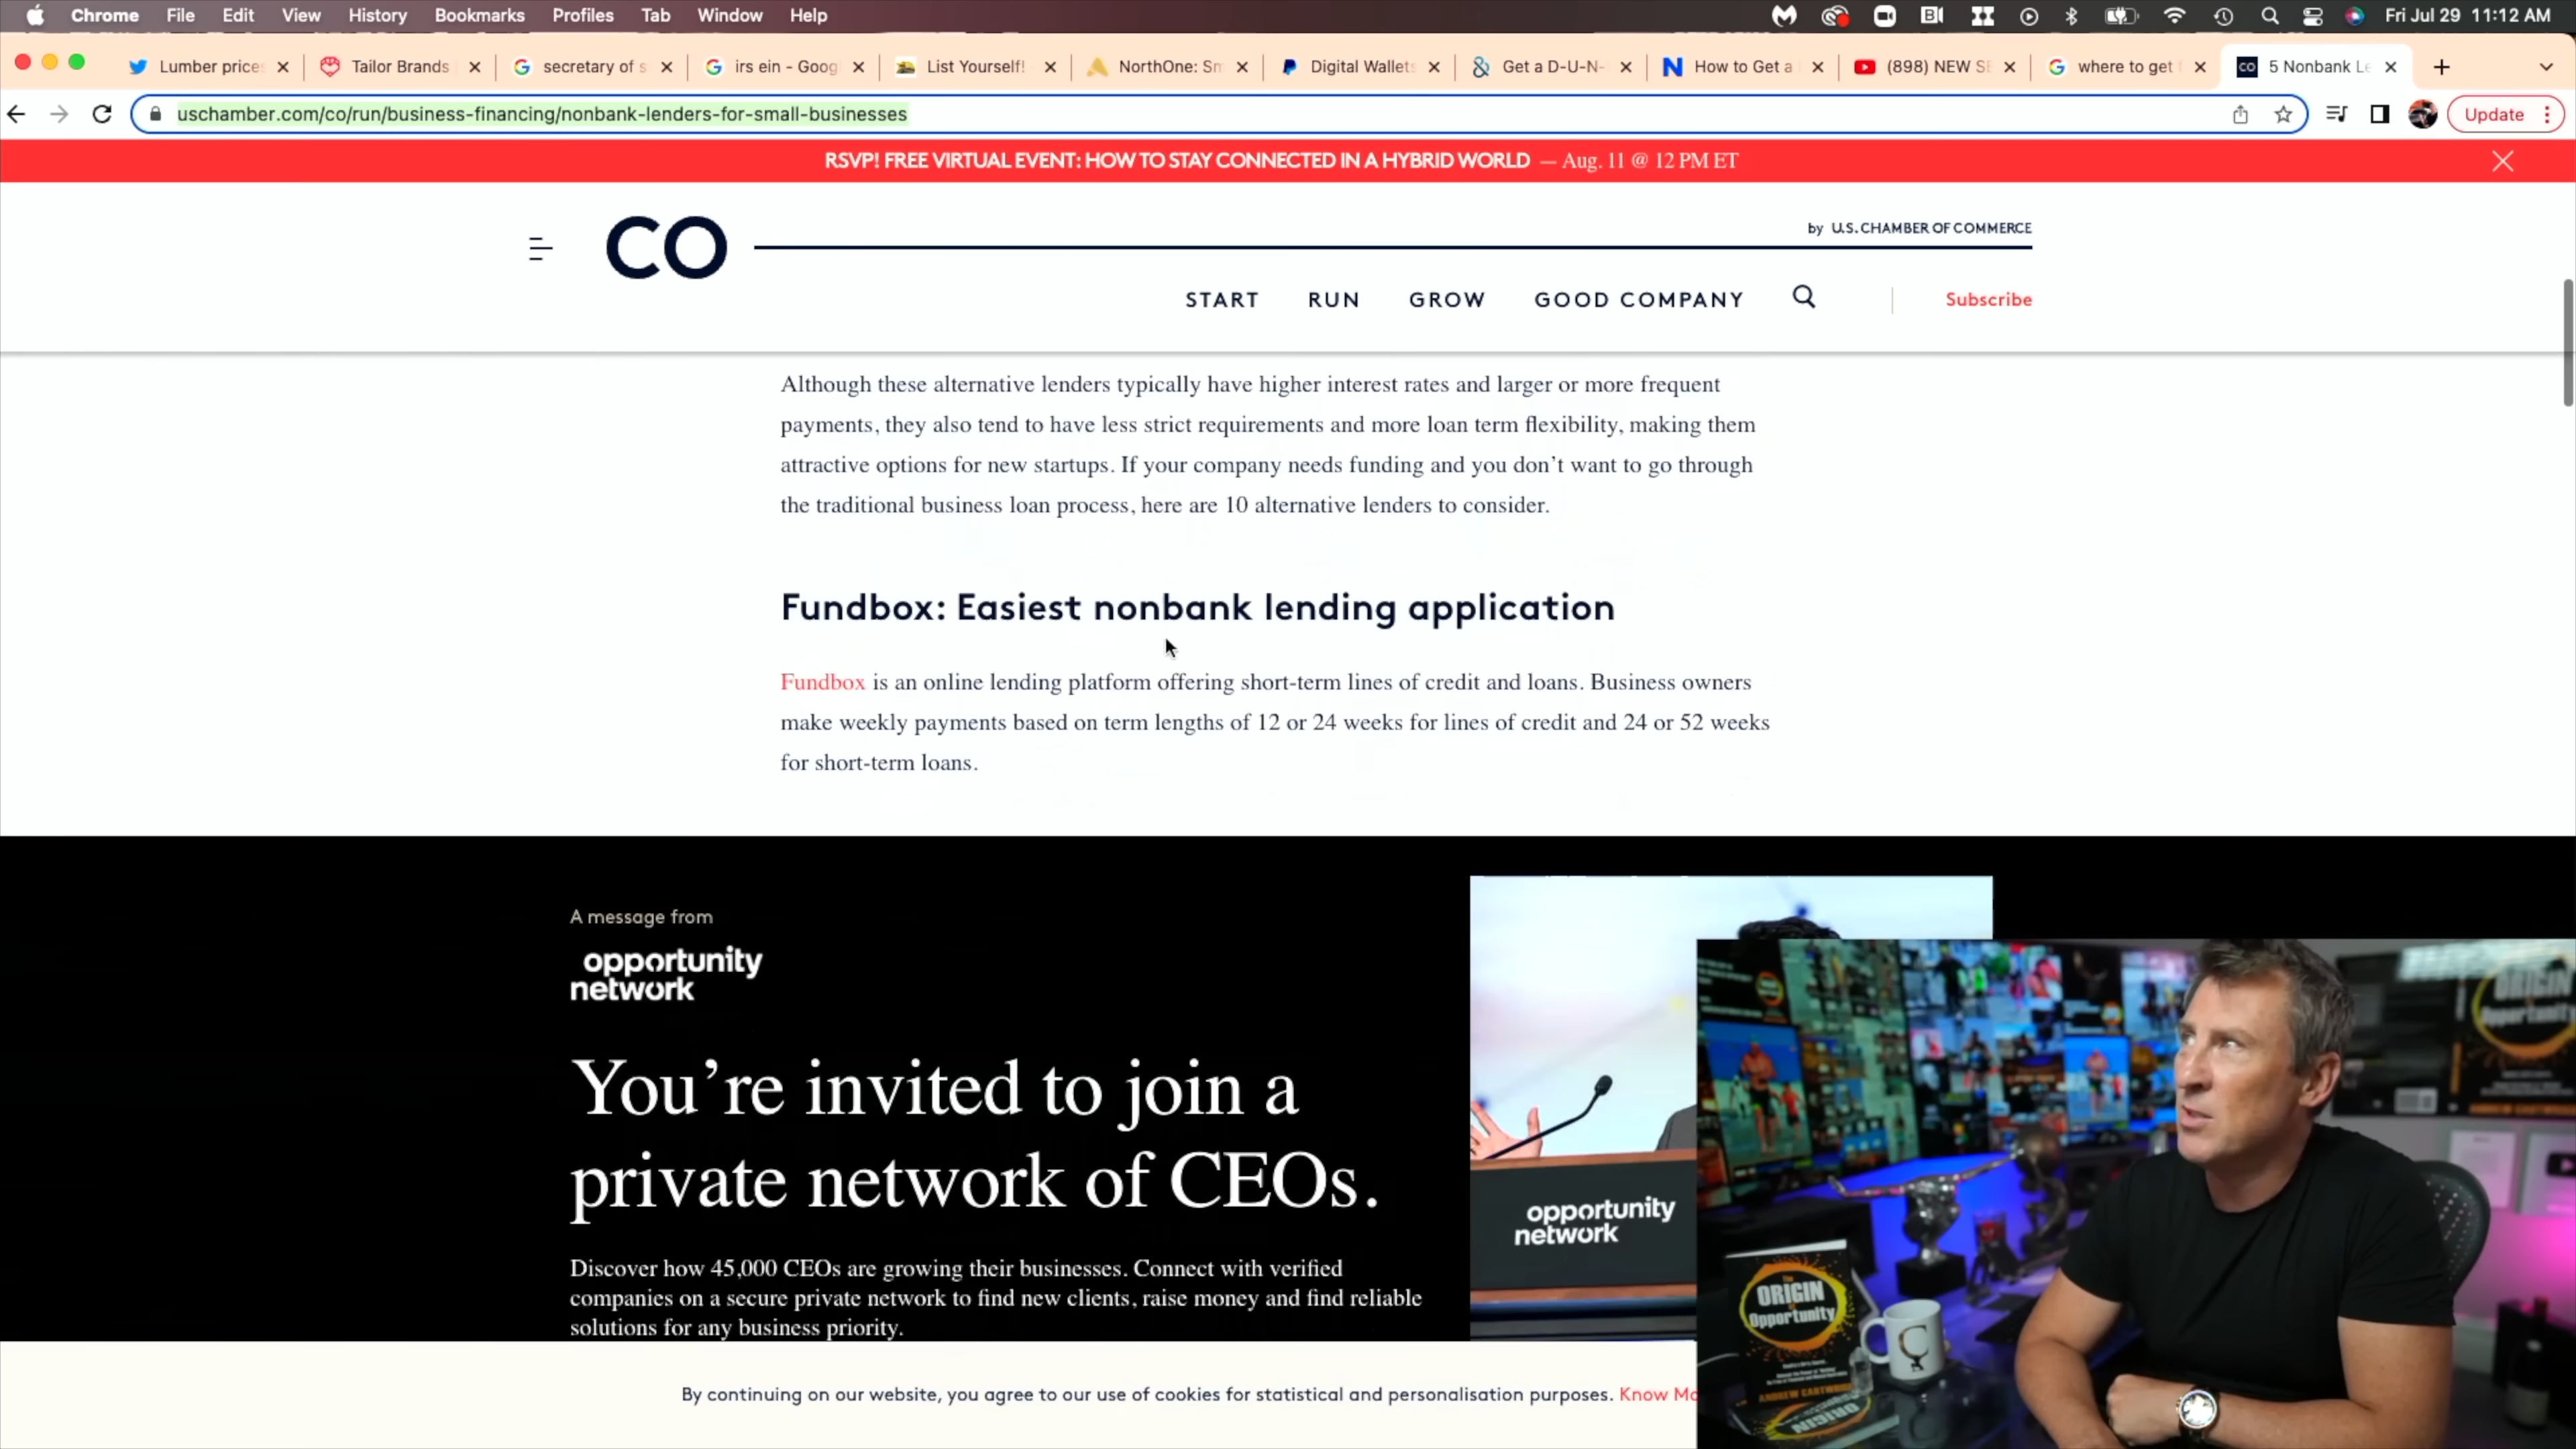 Chrome File Edit View History Bookmarks Profiles Tab Window Help Fri Jul 29 11:12 AM
Lumber price Tailor Brands secretary of s irs ein - Goog List Yourself! NorthOne: Sm Digital Wallets Get a D-U-N- How to Get a (898) NEW SE where to get 5 Nonbank Le
uschamber.com/co/run/business-financing/nonbank-lenders-for-small-businesses Update
RSVP! FREE VIRTUAL EVENT: HOW TO STAY CONNECTED IN A HYBRID WORLD — Aug. 11 @ 12 PM ET
CO
by U.S. CHAMBER OF COMMERCE
START RUN GROW GOOD COMPANY Subscribe
Although these alternative lenders typically have higher interest rates and larger or more frequent
payments, they also tend to have less strict requirements and more loan term flexibility, making them
attractive options for new startups. If your company needs funding and you don’t want to go through
the traditional business loan process, here are 10 alternative lenders to consider.
Fundbox: Easiest nonbank lending application
Fundbox is an online lending platform offering short-term lines of credit and loans. Business owners
make weekly payments based on term lengths of 12 or 24 weeks for lines of credit and 24 or 52 weeks
for short-term loans.
A message from
opportunity
network
You’re invited to join a
private network of CEOs.
Discover how 45,000 CEOs are growing their businesses. Connect with verified
companies on a secure private network to find new clients, raise money and find reliable
solutions for any business priority.
opportunity
network
By continuing on our website, you agree to our use of cookies for statistical and personalisation purposes. Know Mo
The
ORIGIN
of
Opportunity
ANDREW CARTWRIGHT
ORIGIN
C
ORIGIN
Opportunity